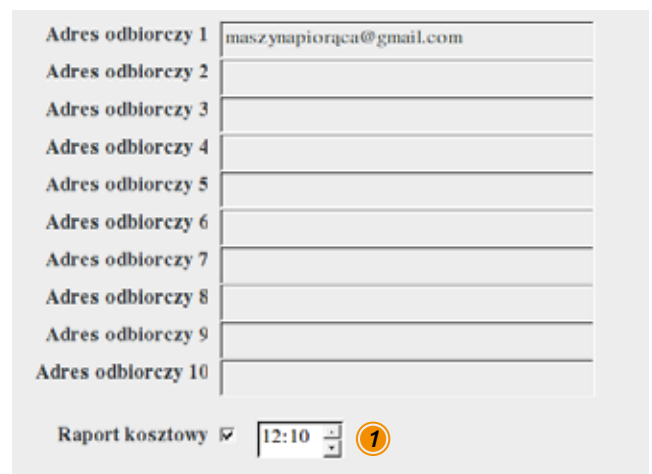 Adres odbiorczy 1 maszynapiorąca@gmail.com
Adres odbiorczy 2
Adres odbiorczy 3
Adres odbiorczy 4
Adres odbiorczy 5
Adres odbiorczy 6
Adres odbiorczy 7
Adres odbiorczy 8
Adres odbiorczy 9
Adres odbiorczy 10
Raport kosztowy 12:10 1